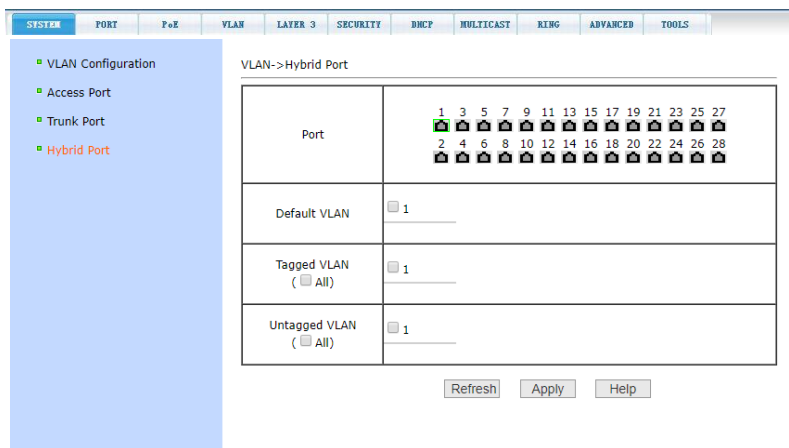 SYSTEM PORT PoE VLAN LAYER 3 SECURITY DHCP MULTICAST RING ADVANCED TOOLS
VLAN Configuration
Access Port
Trunk Port
Hybrid Port
VLAN->Hybrid Port
Port
1 3 5 7 9 11 13 15 17 19 21 23 25 27
2 4 6 8 10 12 14 16 18 20 22 24 26 28
Default VLAN
1
Tagged VLAN
( All)
1
Untagged VLAN
( All)
1
Refresh Apply Help